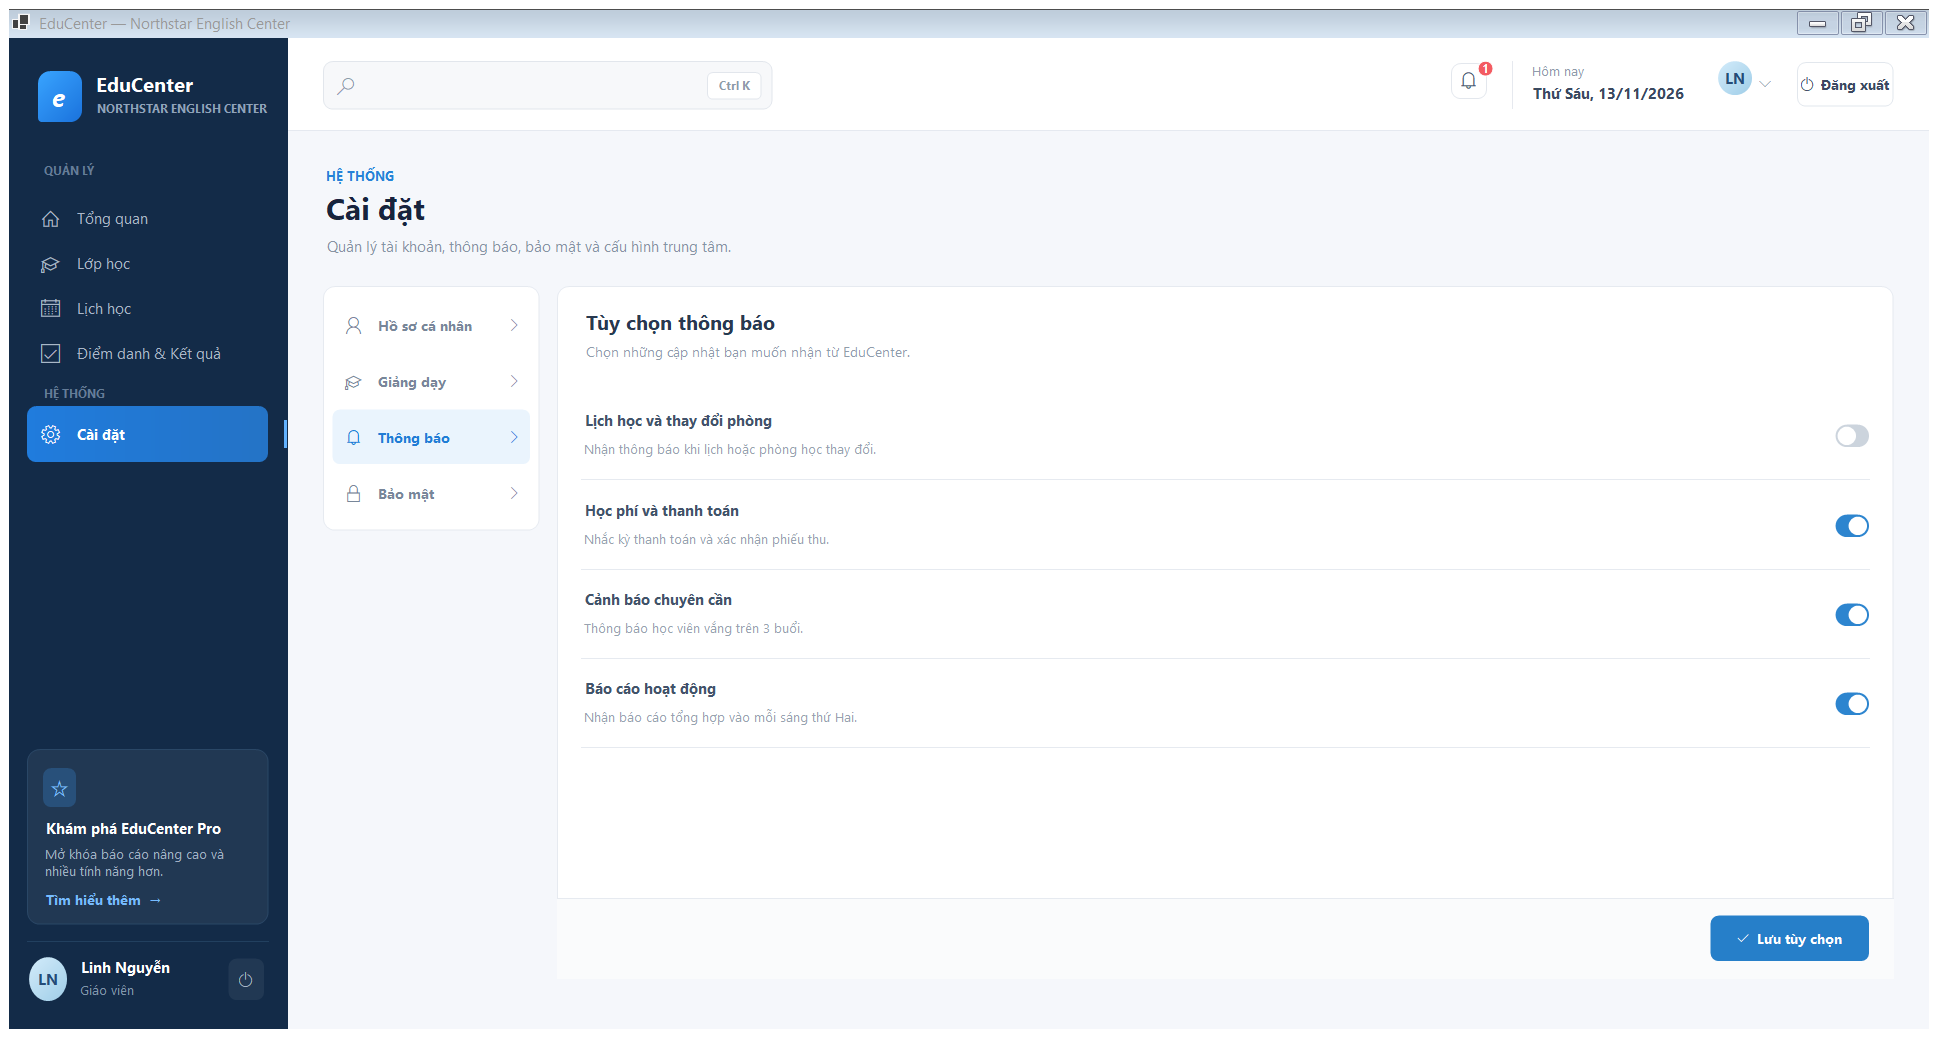 EduCenter — Northstar English Center
e
EduCenter
NORTHSTAR ENGLISH CENTER
Ctrl K
1
Hôm nay
Thứ Sáu, 13/11/2026
LN
Đăng xuất
QUẢN LÝ
Tổng quan
Lớp học
Lịch học
Điểm danh & Kết quả
HỆ THỐNG
Cài đặt
Khám phá EduCenter Pro
Mở khóa báo cáo nâng cao và
nhiều tính năng hơn.
Tìm hiểu thêm →
LN
Linh Nguyễn
Giáo viên
HỆ THỐNG
Cài đặt
Quản lý tài khoản, thông báo, bảo mật và cấu hình trung tâm.
Hồ sơ cá nhân
Giảng dạy
Thông báo
Bảo mật
Tùy chọn thông báo
Chọn những cập nhật bạn muốn nhận từ EduCenter.
Lịch học và thay đổi phòng
Nhận thông báo khi lịch hoặc phòng học thay đổi.
Học phí và thanh toán
Nhắc kỳ thanh toán và xác nhận phiếu thu.
Cảnh báo chuyên cần
Thông báo học viên vắng trên 3 buổi.
Báo cáo hoạt động
Nhận báo cáo tổng hợp vào mỗi sáng thứ Hai.
Lưu tùy chọn